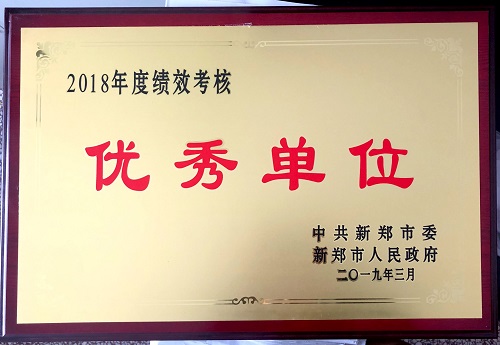 2018年度绩效考核
优秀单位
中共新郑市委
新郑市人民政府
二〇一九年三月